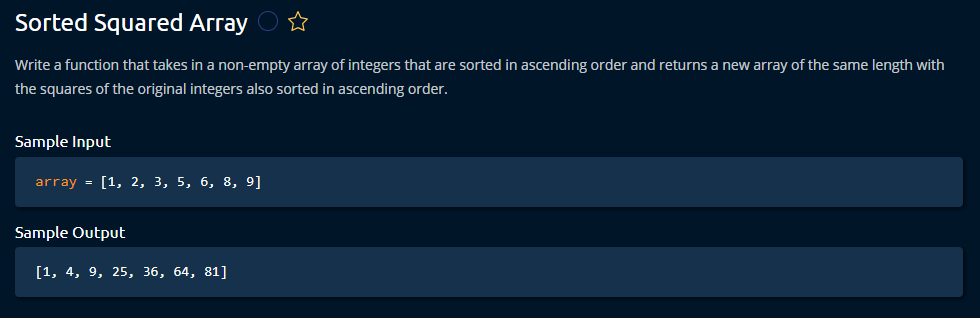 Sorted Squared Array
Write a function that takes in a non-empty array of integers that are sorted in ascending order and returns a new array of the same length with
the squares of the original integers also sorted in ascending order.
Sample Input
array = [1, 2, 3, 5, 6, 8, 9]
Sample Output
[1, 4, 9, 25, 36, 64, 81]